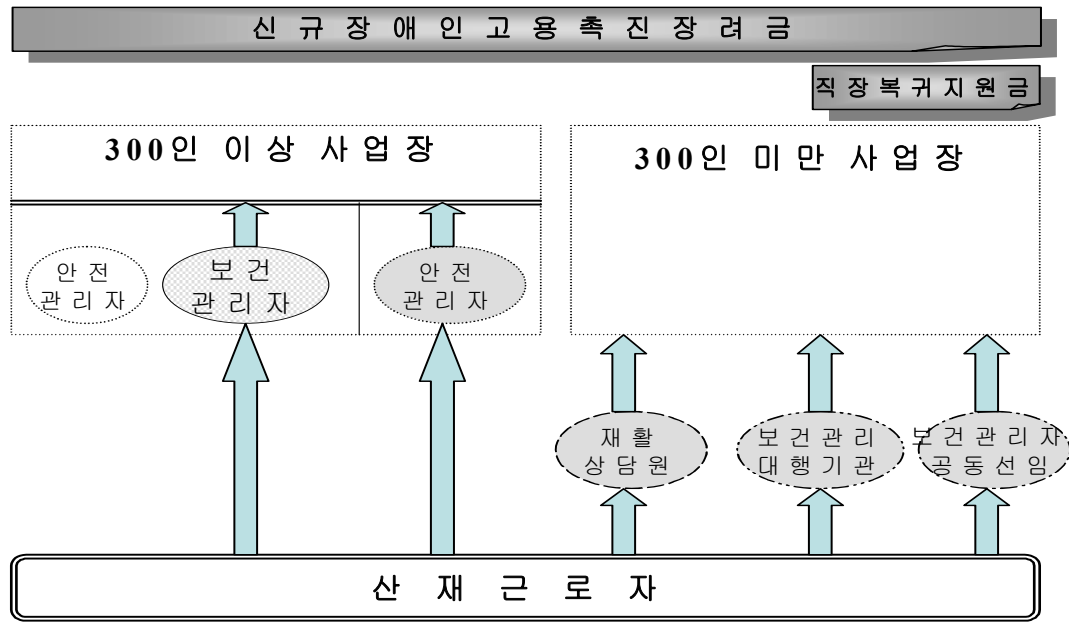 신규장애인고용촉진장려금
직장복귀지원금
300인 이상 사업장
300인 미만 사업장
안전
관리자
보건
관리자
안전
관리자
재활
상담원
보건관리
대행기관
보건관리자
공동선임
산재근로자